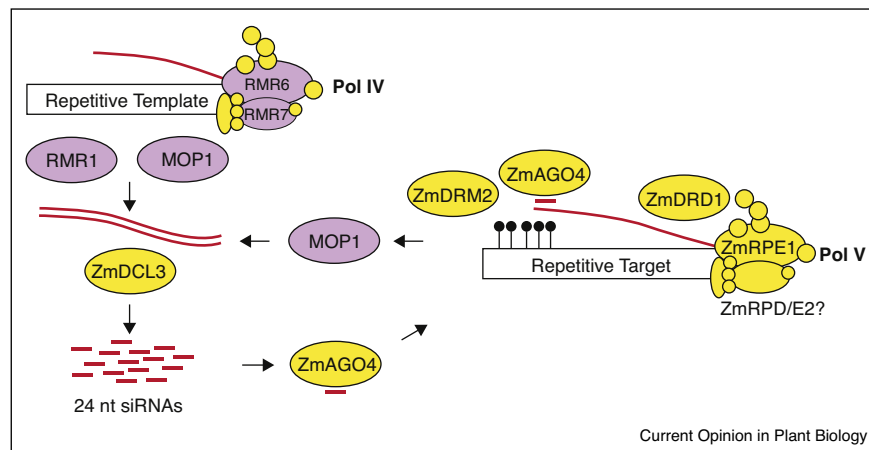 RMR6
Pol IV
Repetitive Template
RMR7
RMR1
MOP1
ZmDCL3
24 nt siRNAs
ZmAGO4
MOP1
ZmDRM2
ZmAGO4
ZmDRD1
ZmRPE1
Pol V
Repetitive Target
ZmRPD/E2?
Current Opinion in Plant Biology